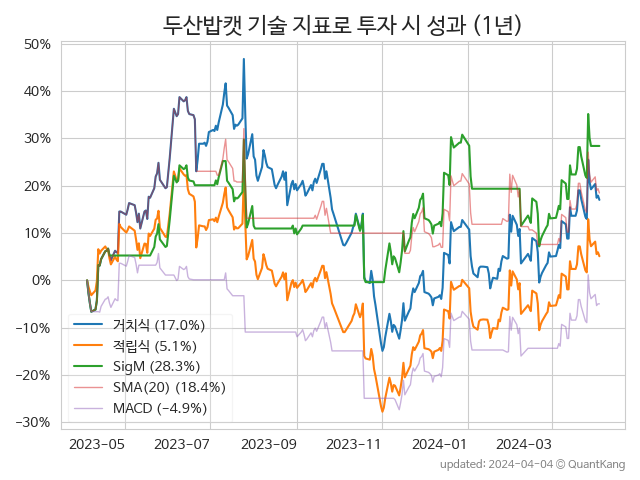 두산밥캣 기술 지표로 투자 시 성과 (1년)
50%
40%
30%
20%
10%
0%
−10%
−20%
−30%
거치식 (17.0%)
적립식 (5.1%)
SigM (28.3%)
SMA(20) (18.4%)
MACD (−4.9%)
2023−05
2023−07
2023−09
2023−11
2024−01
2024−03
updated: 2024−04−04 © QuantKang